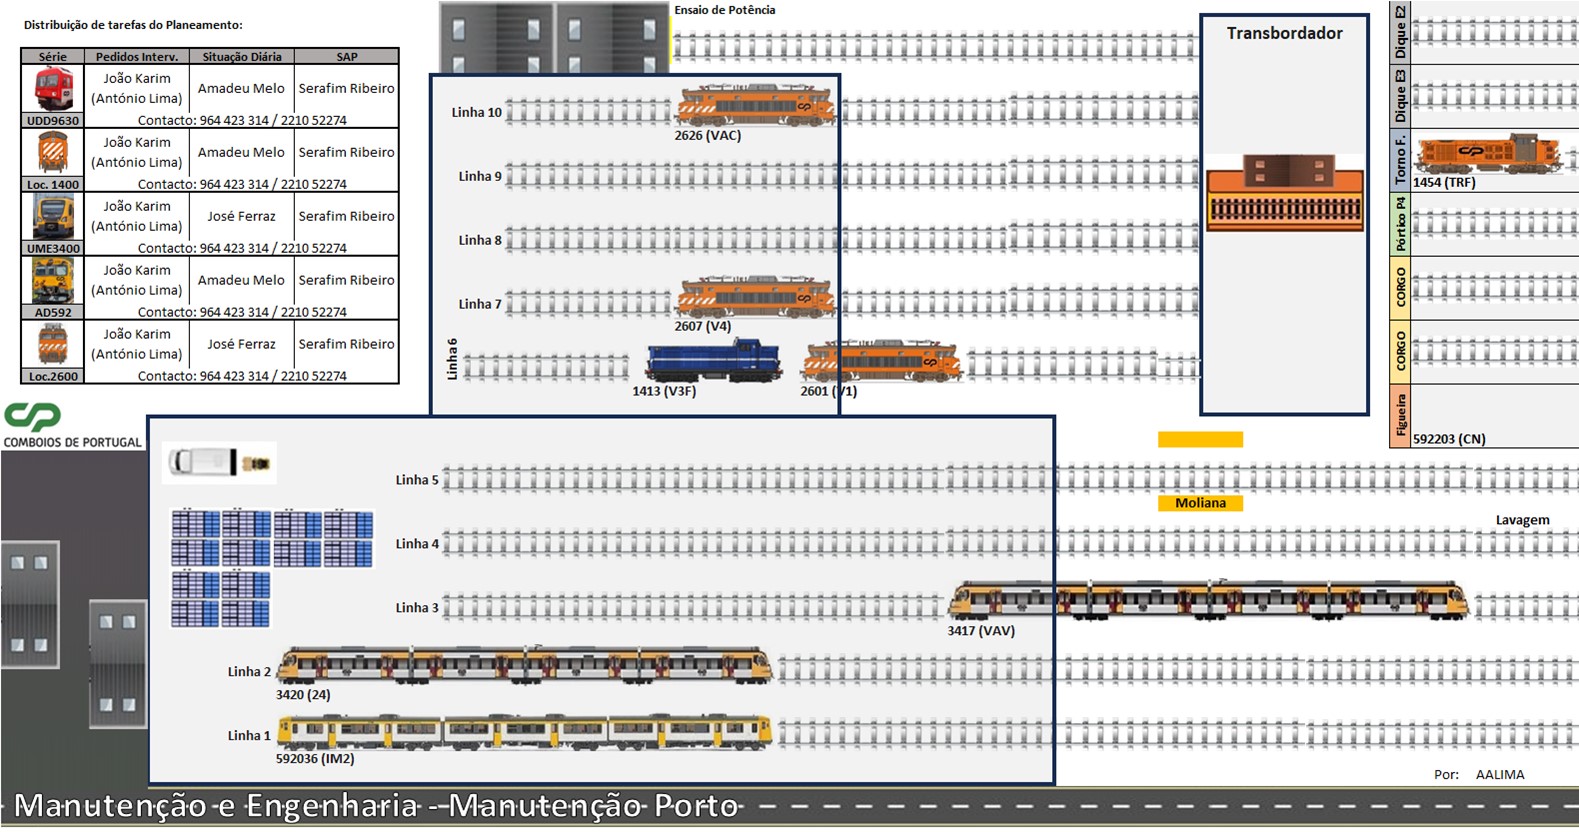 Distribuição de tarefas do Planeamento:
Série Pedidos Interv. Situação Diária SAP
João Karim
(António Lima)
Amadeu Melo
Serafim Ribeiro
UDD9630
Contacto: 964 423 314 / 2210 52274
João Karim
(António Lima)
Amadeu Melo
Serafim Ribeiro
Loc. 1400
Contacto: 964 423 314 / 2210 52274
João Karim
(António Lima)
José Ferraz
Serafim Ribeiro
UME3400
Contacto: 964 423 314 / 2210 52274
João Karim
(António Lima)
Amadeu Melo
Serafim Ribeiro
AD592
Contacto: 964 423 314 / 2210 52274
João Karim
(António Lima)
José Ferraz
Serafim Ribeiro
Loc.2600
Contacto: 964 423 314 / 2210 52274
CP
COMBOIOS DE PORTUGAL
Ensaio de Potência
Linha 10
2626 (VAC)
Linha 9
Linha 8
Linha 7
2607 (V4)
Linha 6
1413 (V3F)
2601 (V1)
Transbordador
Dique E2
Dique E3
Torno F.
1454 (TRF)
Pórtico P4
CORGO
CORGO
Figueira
592203 (CN)
Linha 5
Moliana
Lavagem
Linha 4
Linha 3
3417 (VAV)
Linha 2
3420 (24)
Linha 1
592036 (IM2)
Por: AALIMA
Manutenção e Engenharia - Manutenção Porto